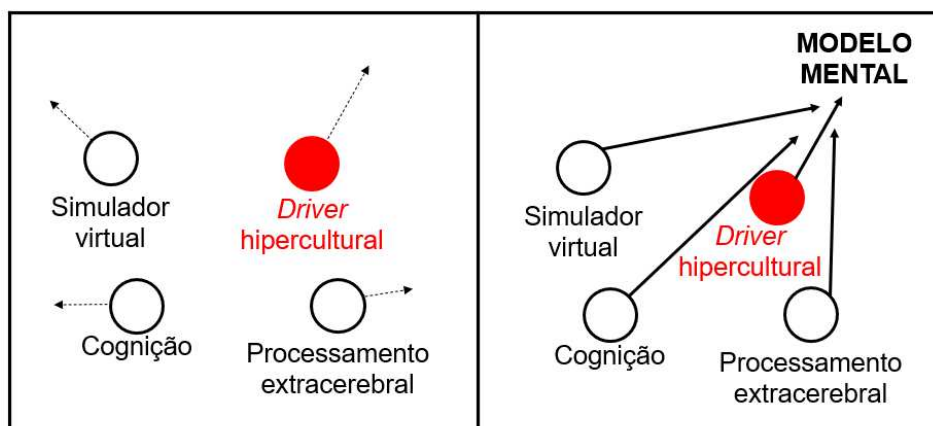 Simulador
virtual
Driver
hipercultural
Cognição
Processamento
extracerebral
MODELO
MENTAL
Simulador
virtual
Driver
hipercultural
Cognição
Processamento
extracerebral